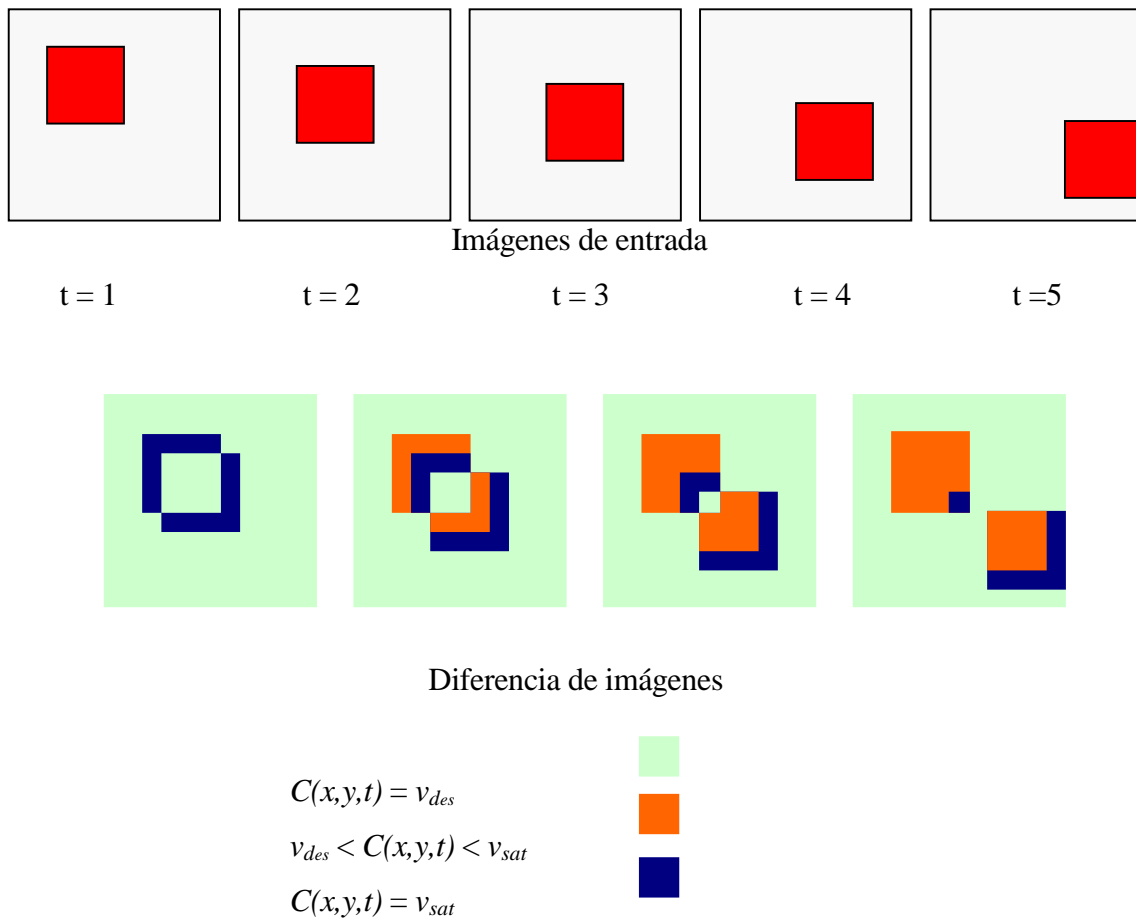 Imágenes de entrada
t = 1 t = 2 t = 3 t = 4 t =5
Diferencia de imágenes
C(x,y,t) = v_des
v_des < C(x,y,t) < v_sat
C(x,y,t) = v_sat